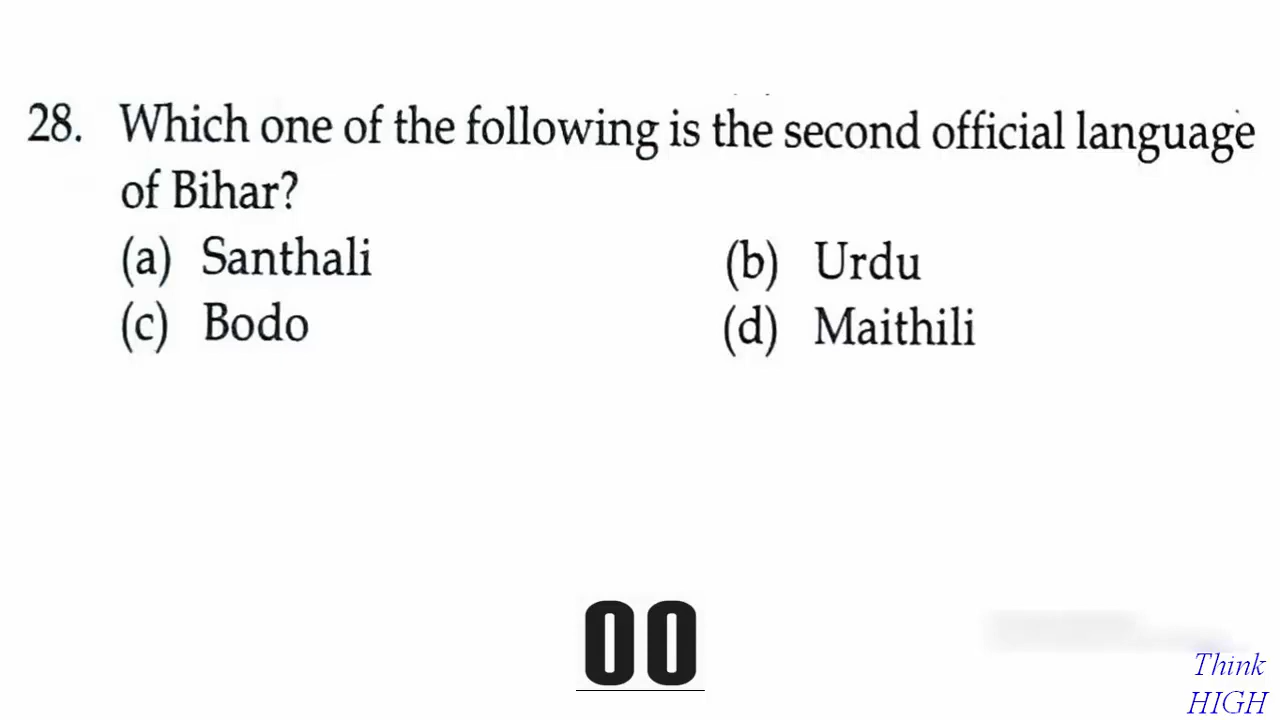 28. Which one of the following is the second official language
of Bihar?
(a) Santhali (b) Urdu
(c) Bodo (d) Maithili
00
Think
HIGH